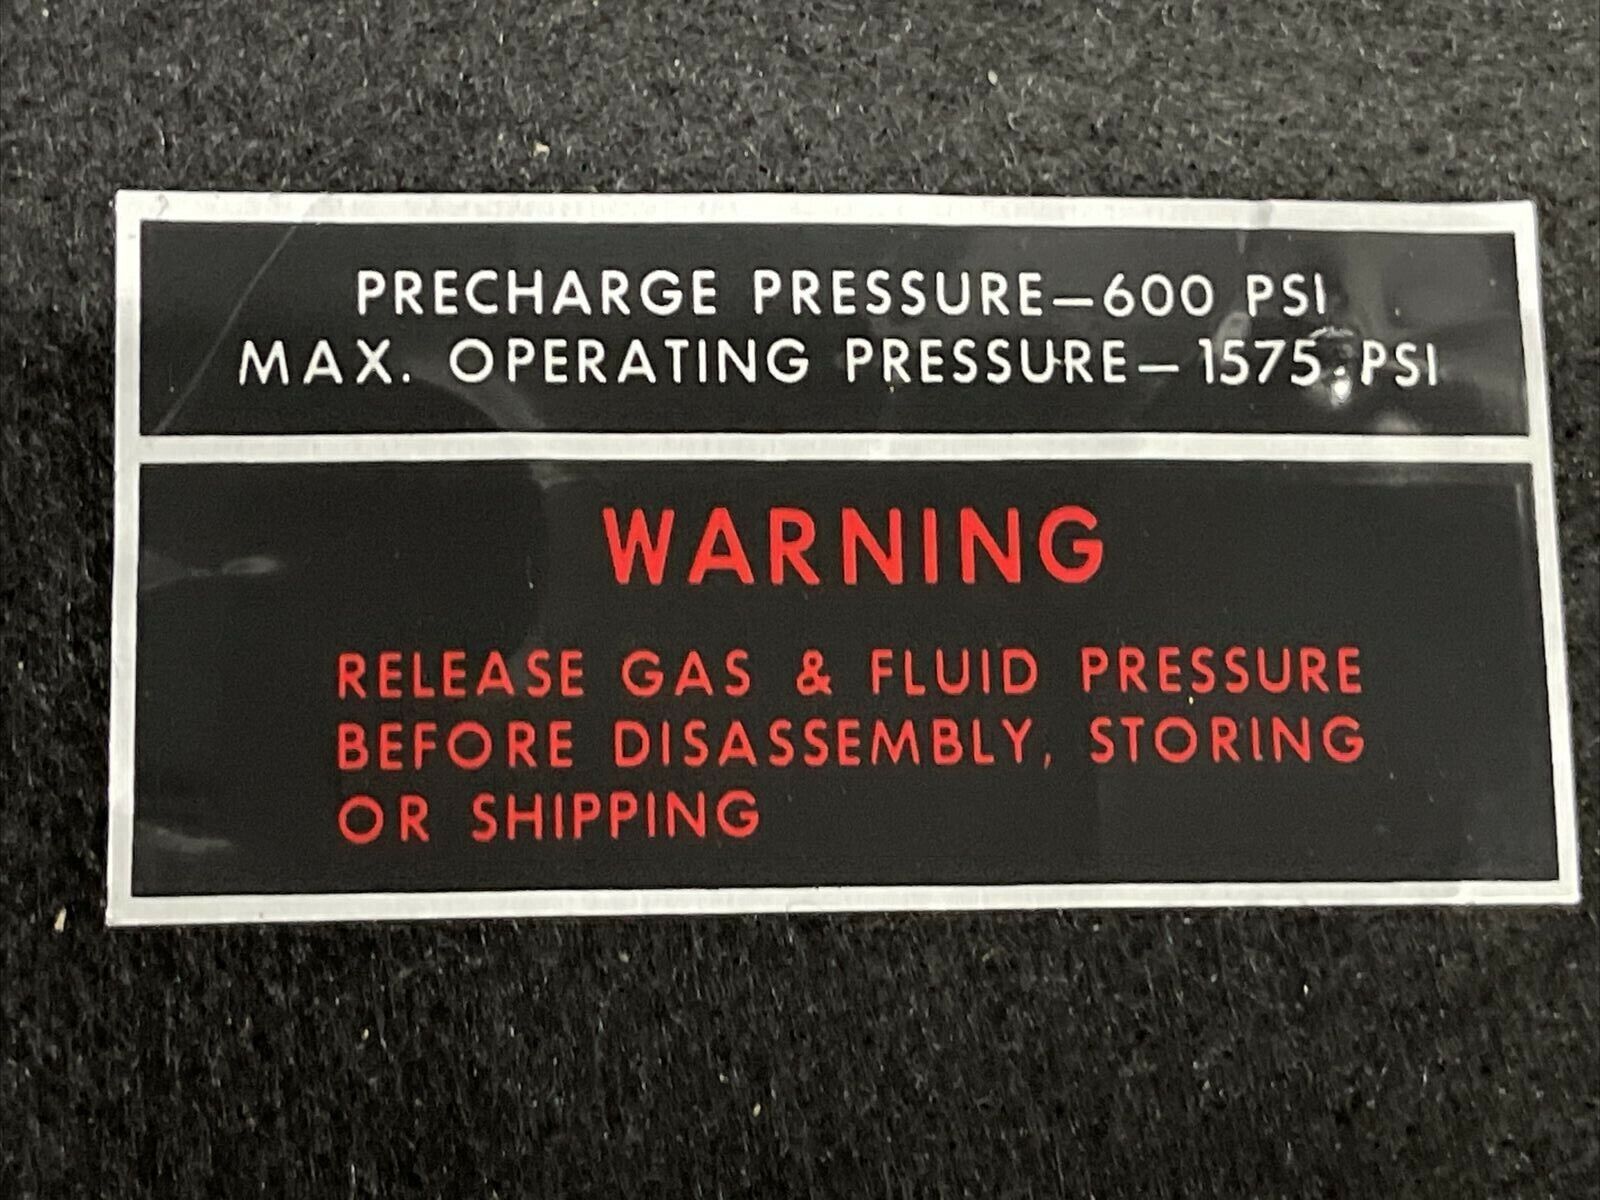 PRECHARGE PRESSURE—600 PSI
MAX. OPERATING PRESSURE—1575 PSI
WARNING
RELEASE GAS & FLUID PRESSURE
BEFORE DISASSEMBLY, STORING
OR SHIPPING